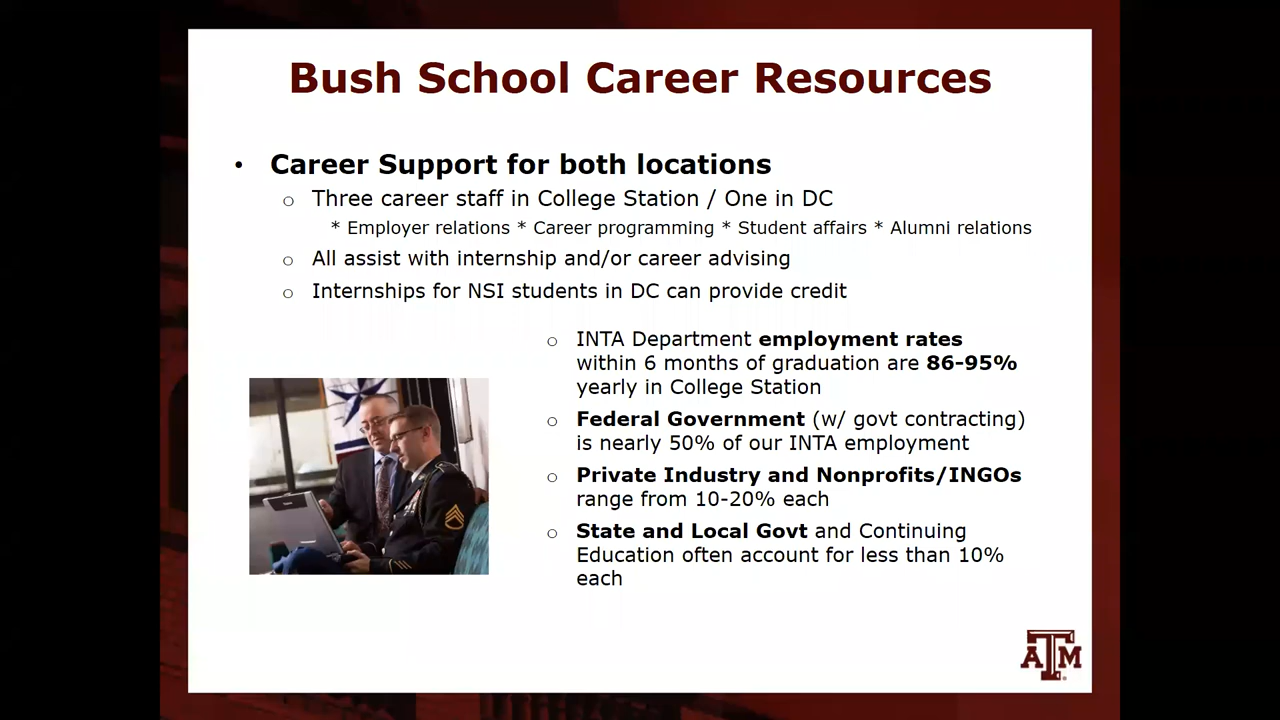 Bush School Career Resources
• Career Support for both locations
o Three career staff in College Station / One in DC
* Employer relations * Career programming * Student affairs * Alumni relations
o All assist with internship and/or career advising
o Internships for NSI students in DC can provide credit
o INTA Department employment rates
within 6 months of graduation are 86-95%
yearly in College Station
o Federal Government (w/ govt contracting)
is nearly 50% of our INTA employment
o Private Industry and Nonprofits/INGOs
range from 10-20% each
o State and Local Govt and Continuing
Education often account for less than 10%
each
ATM